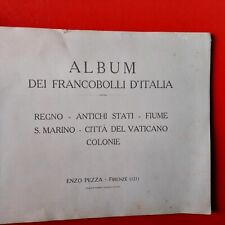 ALBUM
DEI FRANCOBOLLI D'ITALIA
REGNO - ANTICHI STATI - FIUME
S. MARINO - CITTÀ DEL VATICANO
COLONIE
ENZO PEZZA - FIRENZE (121)